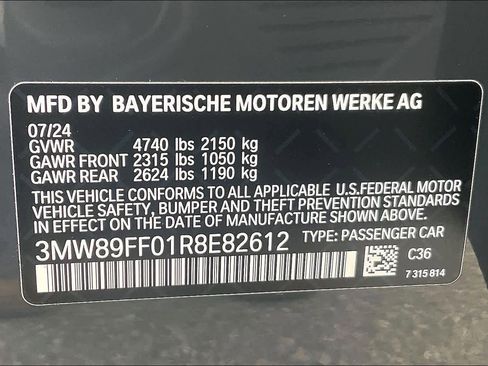 MFD BY BAYERISCHE MOTOREN WERKE AG
07/24
GVWR 4740 lbs 2150 kg
GAWR FRONT 2315 lbs 1050 kg
GAWR REAR 2624 lbs 1190 kg
THIS VEHICLE CONFORMS TO ALL APPLICABLE U.S.FEDERAL MOTOR
VEHICLE SAFETY, BUMPER AND THEFT PREVENTION STANDARDS
IN EFFECT ON THE DATE OF MANUFACTURE SHOWN ABOVE.
3MW89FF01R8E82612 TYPE: PASSENGER CAR
C36
7 315 814